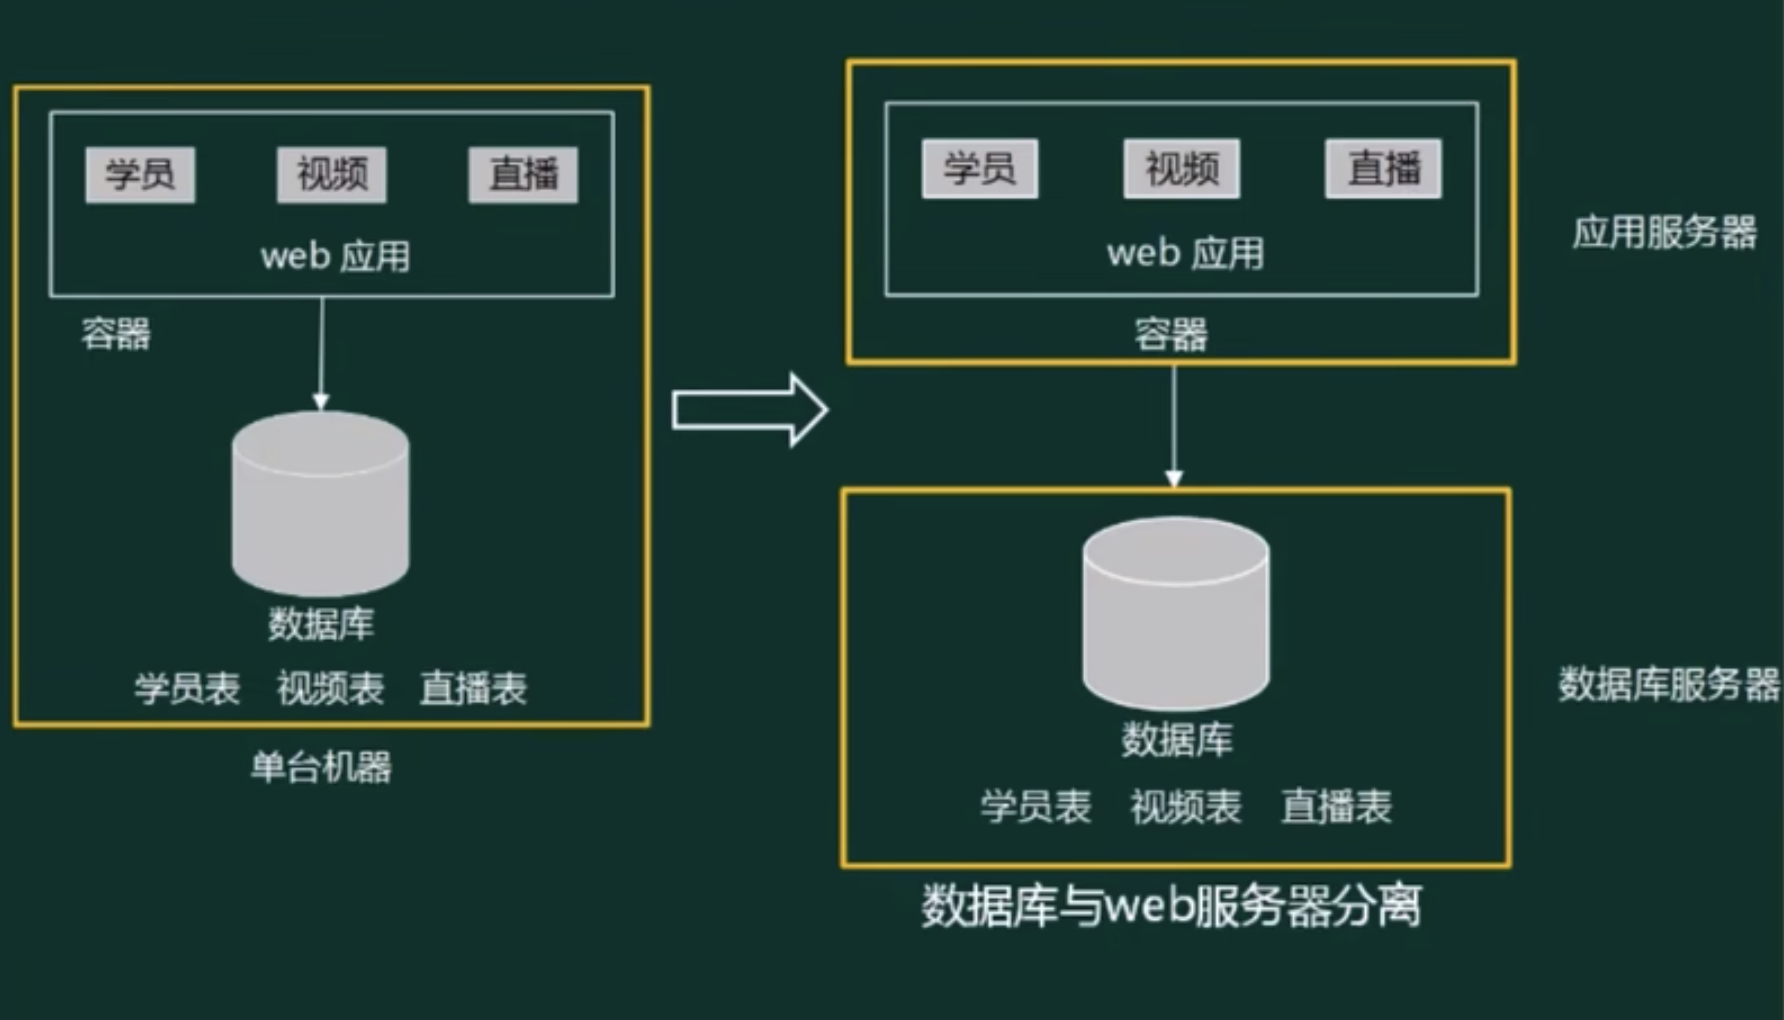 学员 视频 直播
web 应用
容器
数据库
学员表 视频表 直播表
单台机器
学员 视频 直播
web 应用
容器
应用服务器
数据库
学员表 视频表 直播表
数据库服务器
数据库与web服务器分离